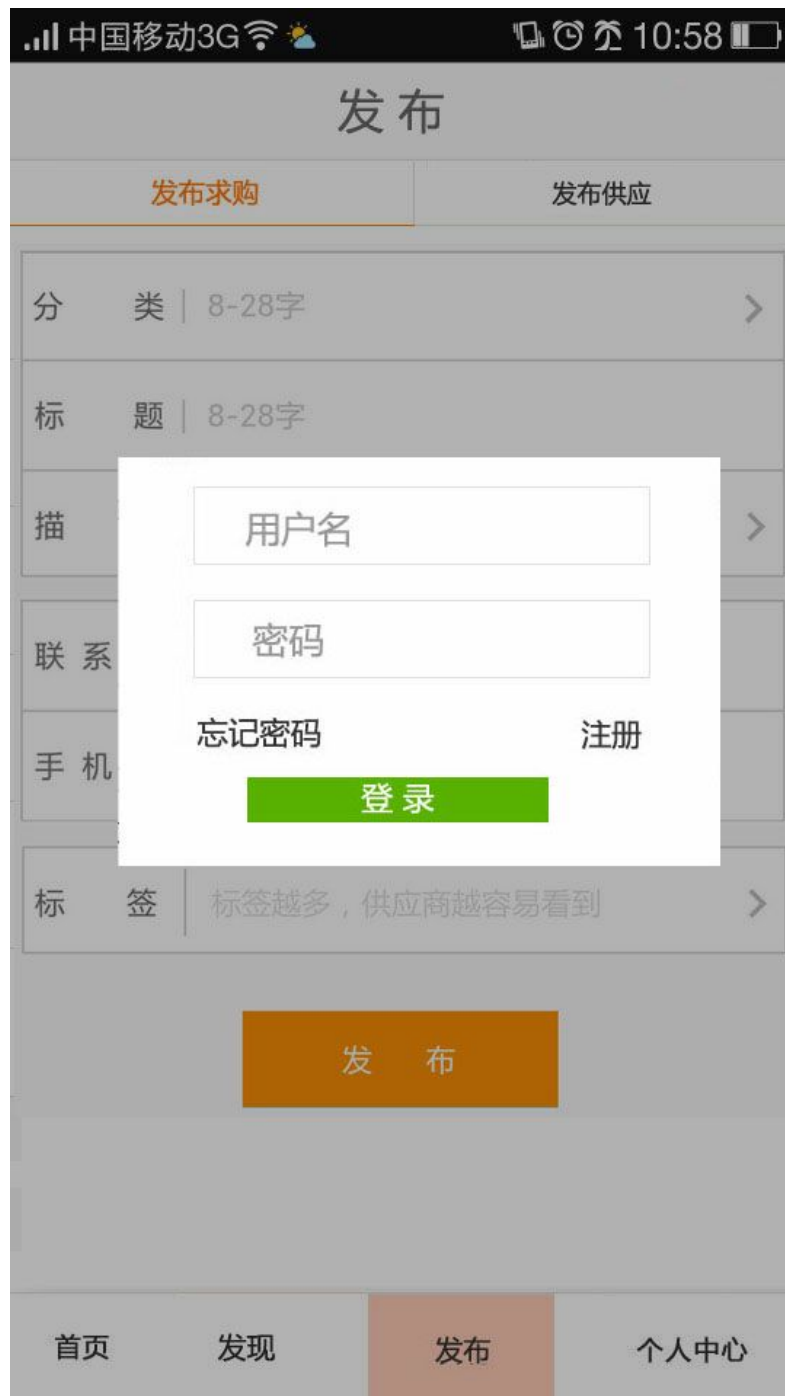 中国移动3G 10:58
发布
发布求购 发布供应
分 类 8-28字
标 题 8-28字
描
用户名
密码
联系
忘记密码 注册
手机
登录
标 签 标签越多，供应商越容易看到
发 布
首页 发现 发布 个人中心